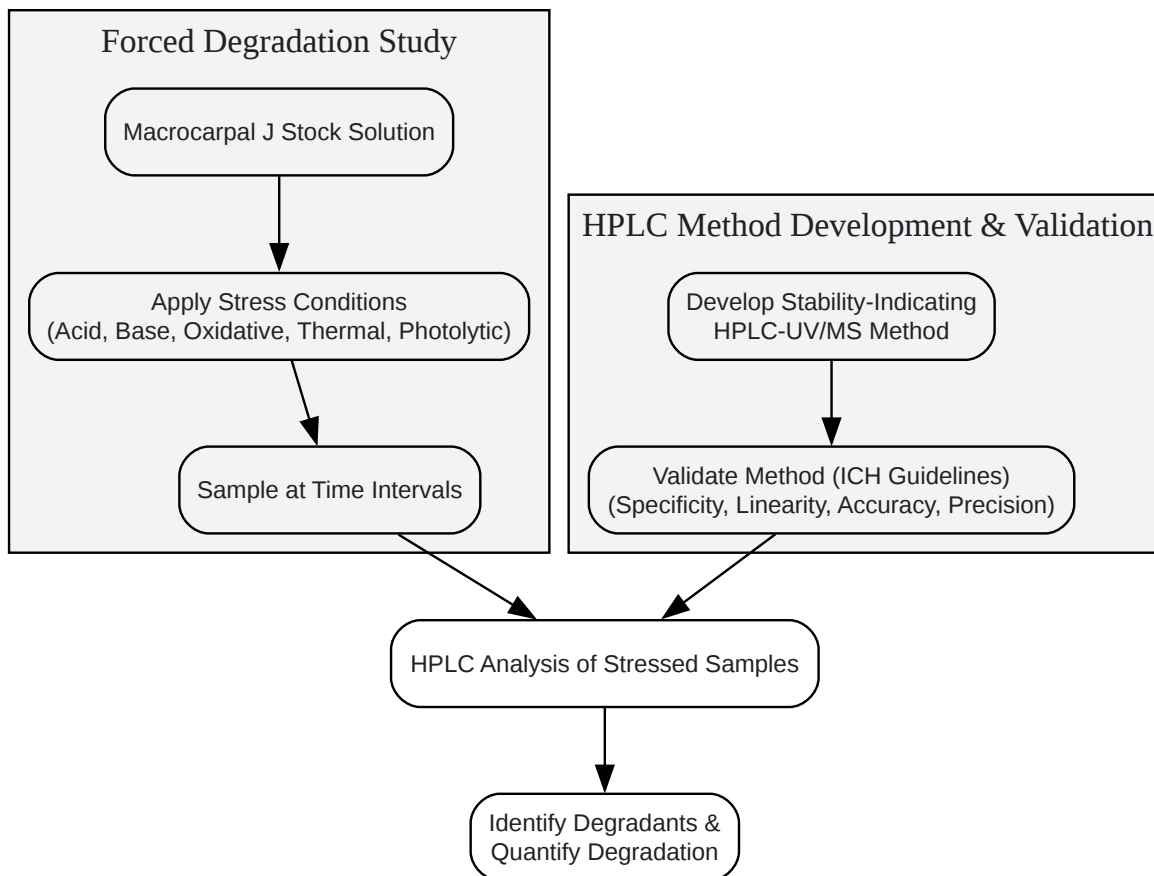 Forced Degradation Study
Macrocarpal J Stock Solution
Apply Stress Conditions
(Acid, Base, Oxidative, Thermal, Photolytic)
Sample at Time Intervals
HPLC Method Development & Validation
Develop Stability-Indicating
HPLC-UV/MS Method
Validate Method (ICH Guidelines)
(Specificity, Linearity, Accuracy, Precision)
HPLC Analysis of Stressed Samples
Identify Degradants &
Quantify Degradation